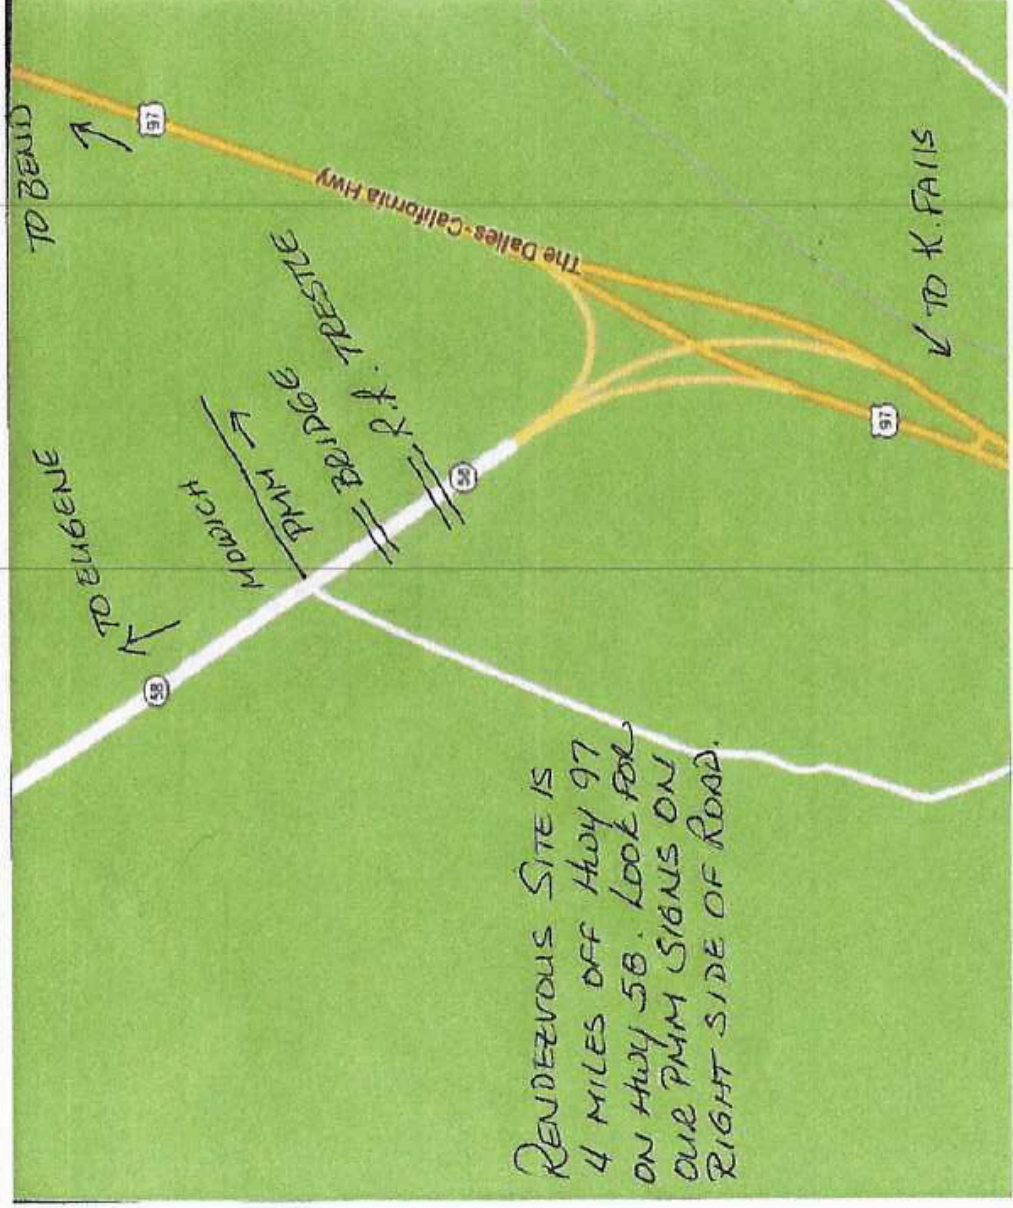 TO BEND
97
The Dalles-California Hwy
TO EUGENE
58
MOWICH
PMM
BRIDGE
R.R. TRESTLE
58
97
TO K. FALLS
RENDEZVOUS SITE IS
4 MILES OFF HWY 97
ON HWY 58. LOOK FOR
OUR PMM SIGNS ON
RIGHT SIDE OF ROAD.